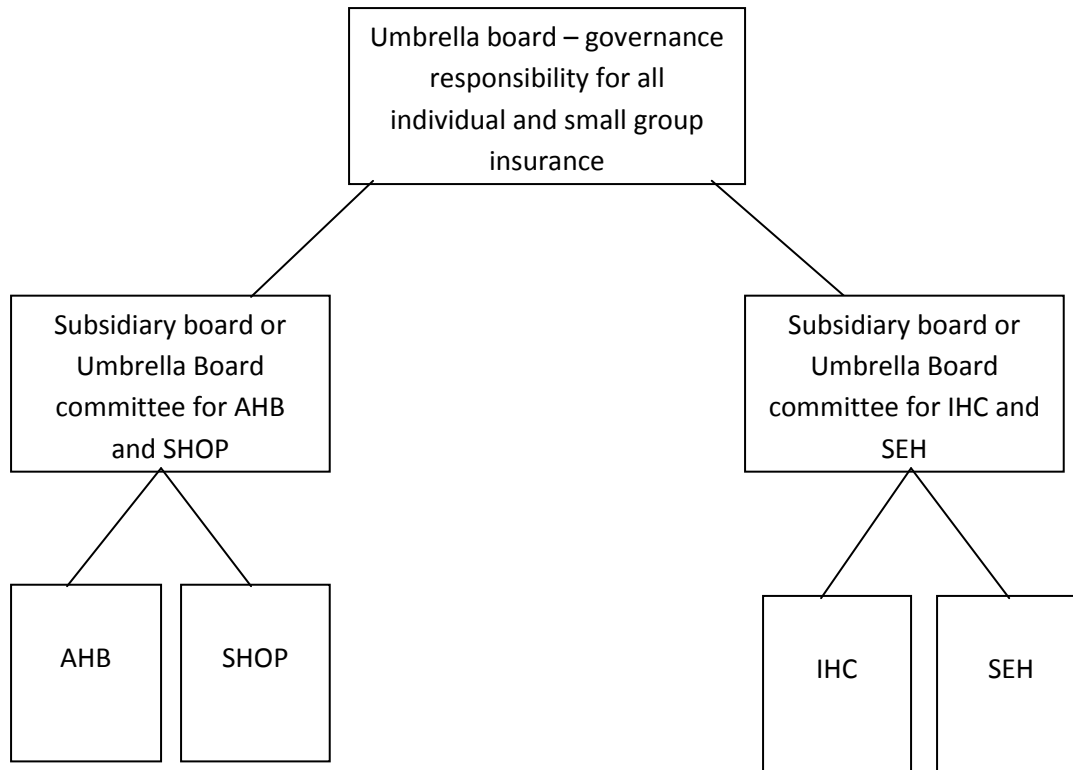 Umbrella board – governance
responsibility for all
individual and small group
insurance
Subsidiary board or
Umbrella Board
committee for AHB
and SHOP
Subsidiary board or
Umbrella Board
committee for IHC and
SEH
AHB
SHOP
IHC
SEH